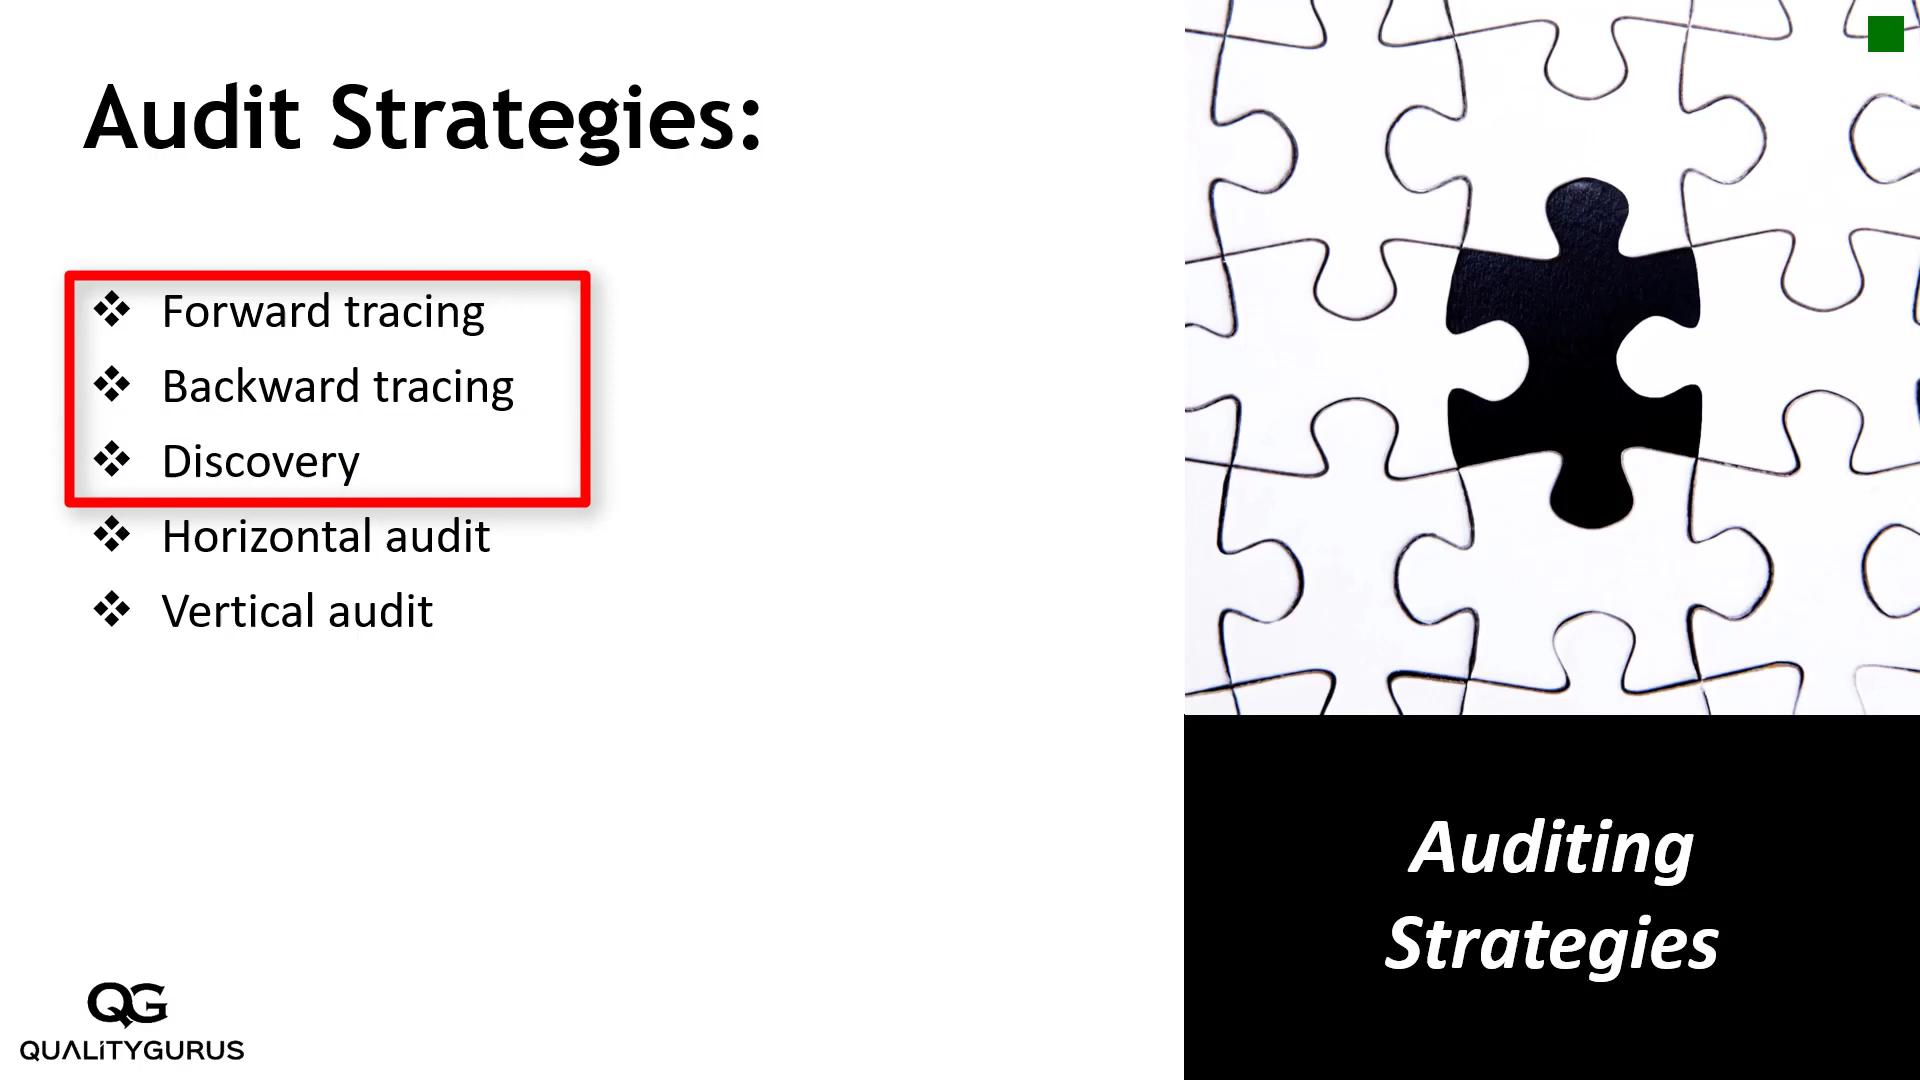 Audit Strategies:
Forward tracing
Backward tracing
Discovery
Horizontal audit
Vertical audit
Auditing
Strategies
QG
QUALITYGURUS